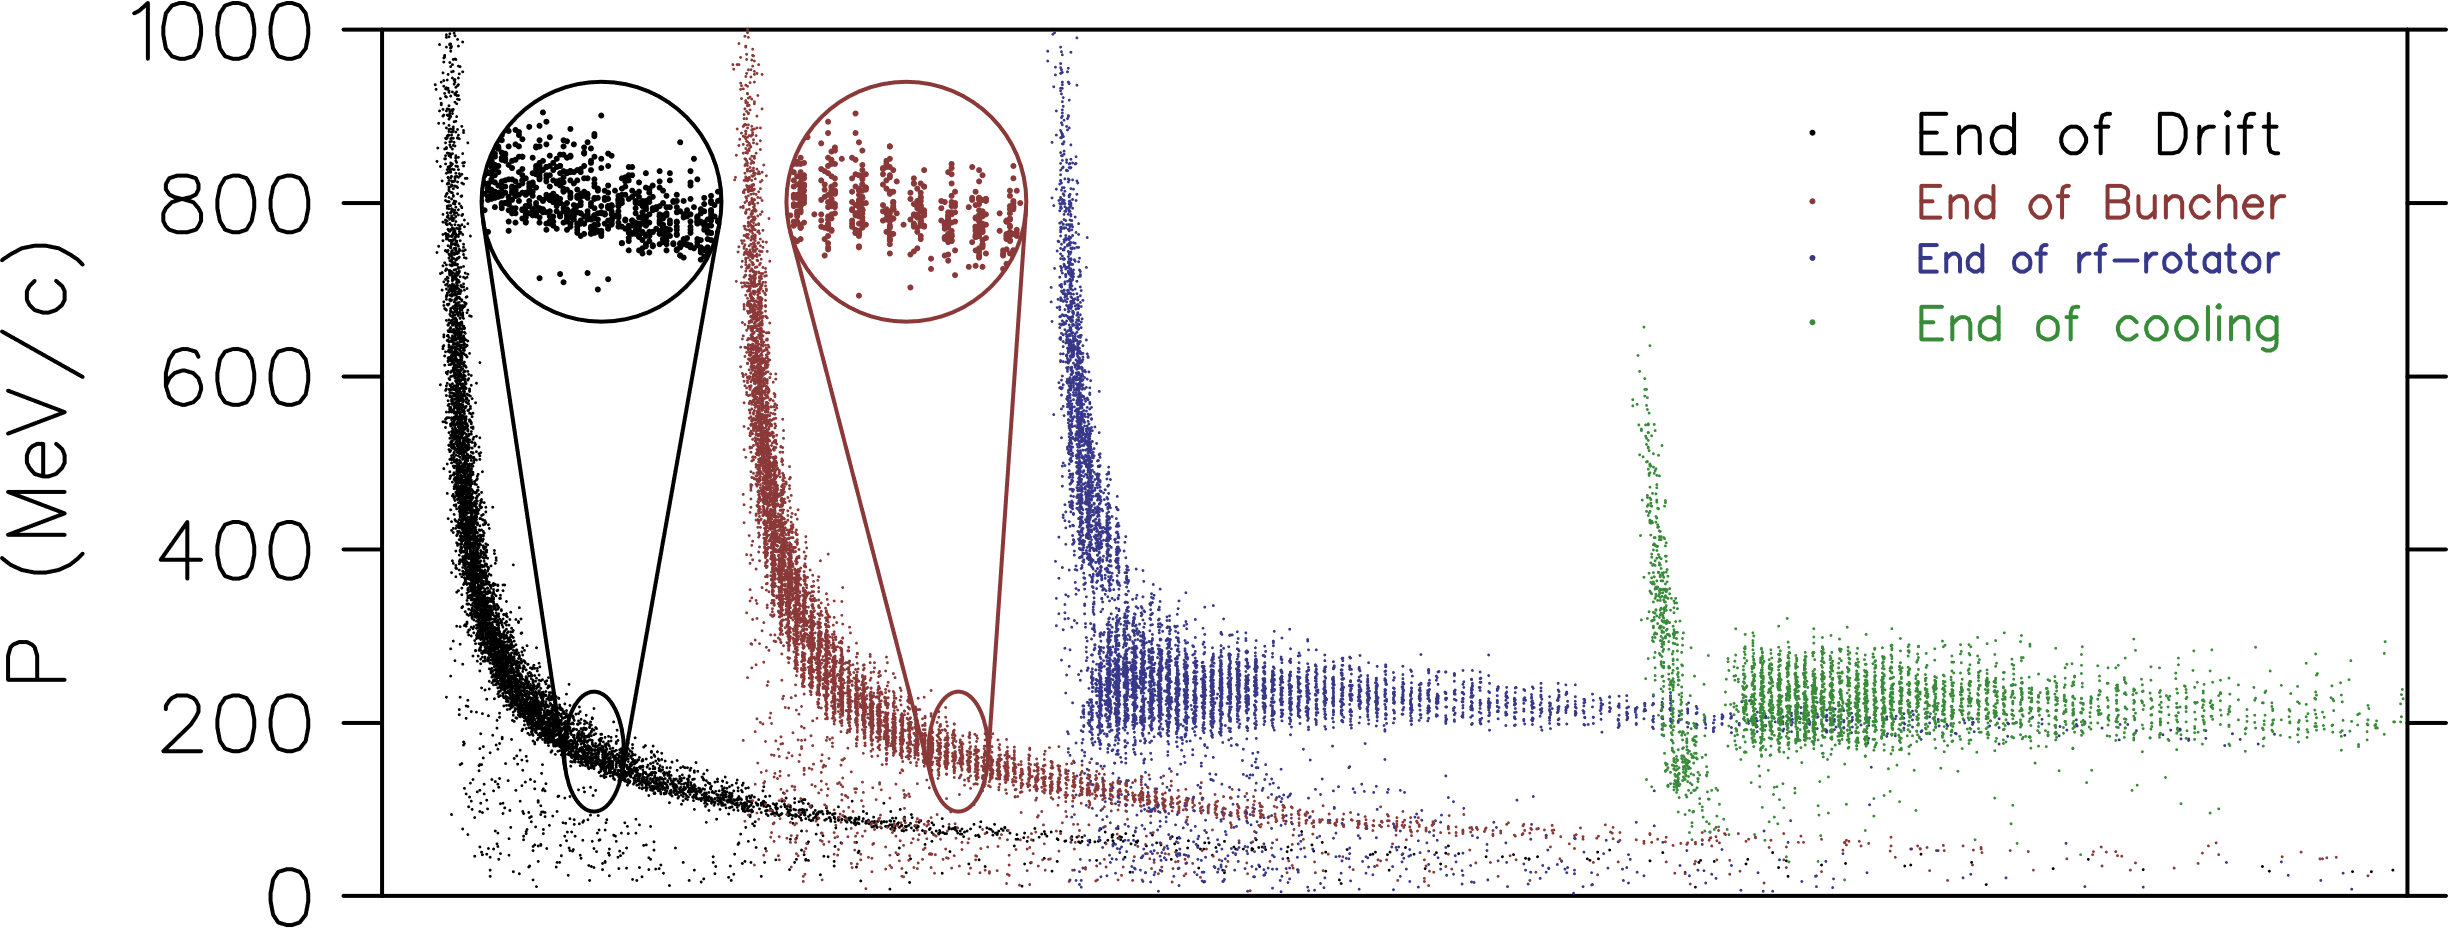 1000
800
600
400
200
0
P (MeV/c)
End of Drift
End of Buncher
End of rf-rotator
End of cooling